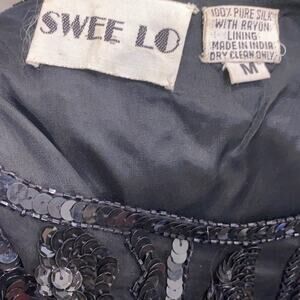 SWEE LO
100% PURE SILK
WITH RAYON
LINING
MADE IN INDIA
DRY CLEAN ONLY
M